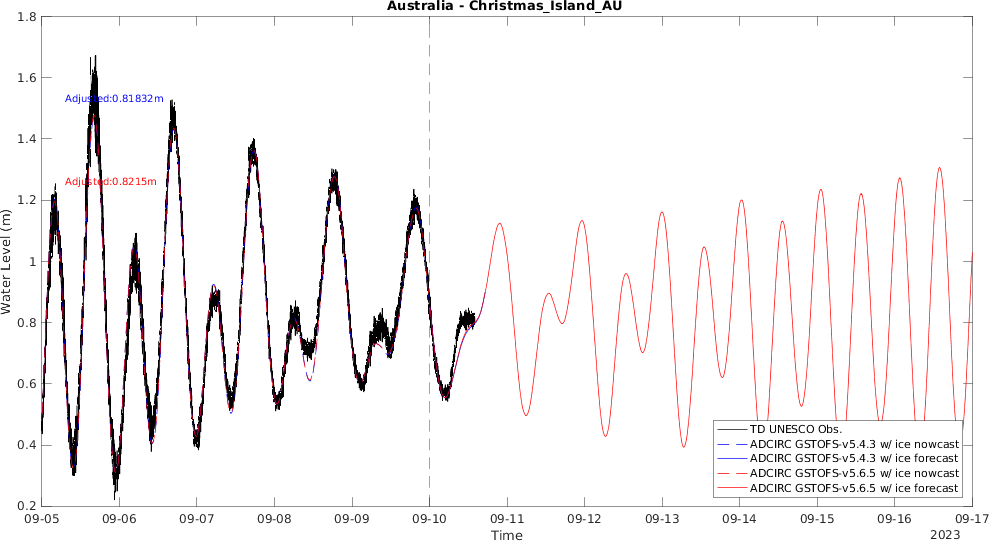 Australia - Christmas_Island_AU
1.8
1.6
1.4
1.2
1
0.8
0.6
0.4
0.2
Water Level (m)
Adjusted:0.81832m
Adjusted:0.8215m
TD UNESCO Obs.
ADCIRC GSTOFS-v5.4.3 w/ ice nowcast
ADCIRC GSTOFS-v5.4.3 w/ ice forecast
ADCIRC GSTOFS-v5.6.5 w/ ice nowcast
ADCIRC GSTOFS-v5.6.5 w/ ice forecast
09-05 09-06 09-07 09-08 09-09 09-10 09-11 09-12 09-13 09-14 09-15 09-16 09-17
Time
2023